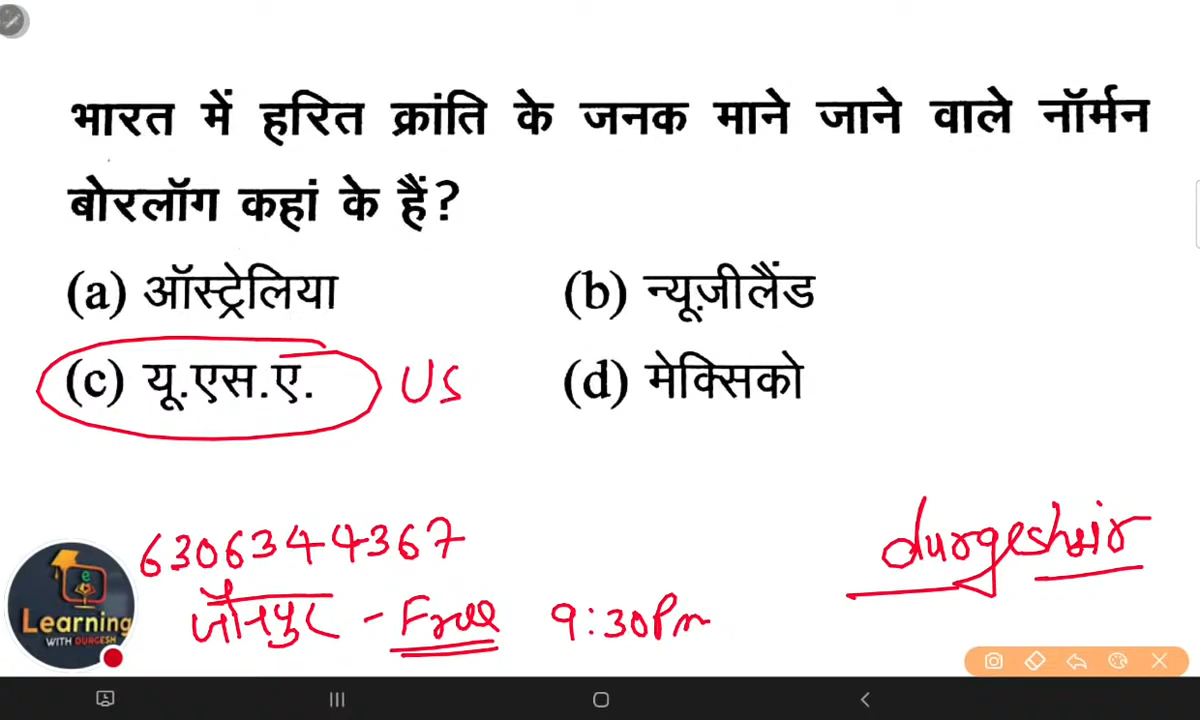 भारत में हरित क्रांति के जनक माने जाने वाले नॉर्मन
बोरलॉग कहां के हैं?
(a) ऑस्ट्रेलिया (b) न्यूज़ीलैंड
(c) यू.एस.ए. US (d) मेक्सिको
6306344367
durgeshsir
जौनपुर - Free 9:30Pm
e
Learning
WITH DURGESH